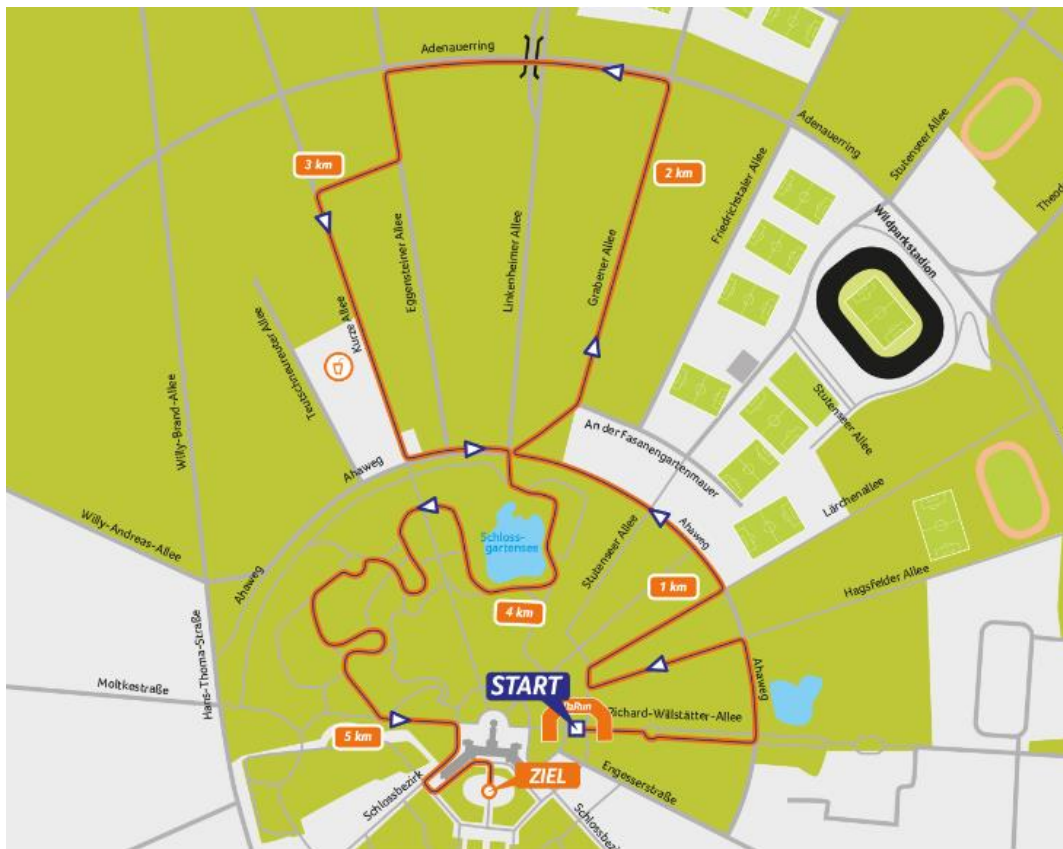 Adenauerring
Adenauerring
Stutenseer Allee
3 km
2 km
Friedrichstaler Allee
Wildparkstadion
Eggensteiner Allee
Linkenheimer Allee
Grabener Allee
Kurze Allee
Teutschneureuter Allee
Willy-Brand-Allee
Stutenseer Allee
An der Fasanengartenmauer
Ahaweg
Lärchenallee
Willy-Andreas-Allee
Schloss-
gartensee
Ahaweg
Stutenseer Allee
Ahaweg
1 km
Hagsfelder Allee
4 km
Hans-Thoma-Straße
Moltkestraße
START
Ahaweg
Richard-Willstätter-Allee
5 km
ZIEL
Engesserstraße
Schlossbezirk